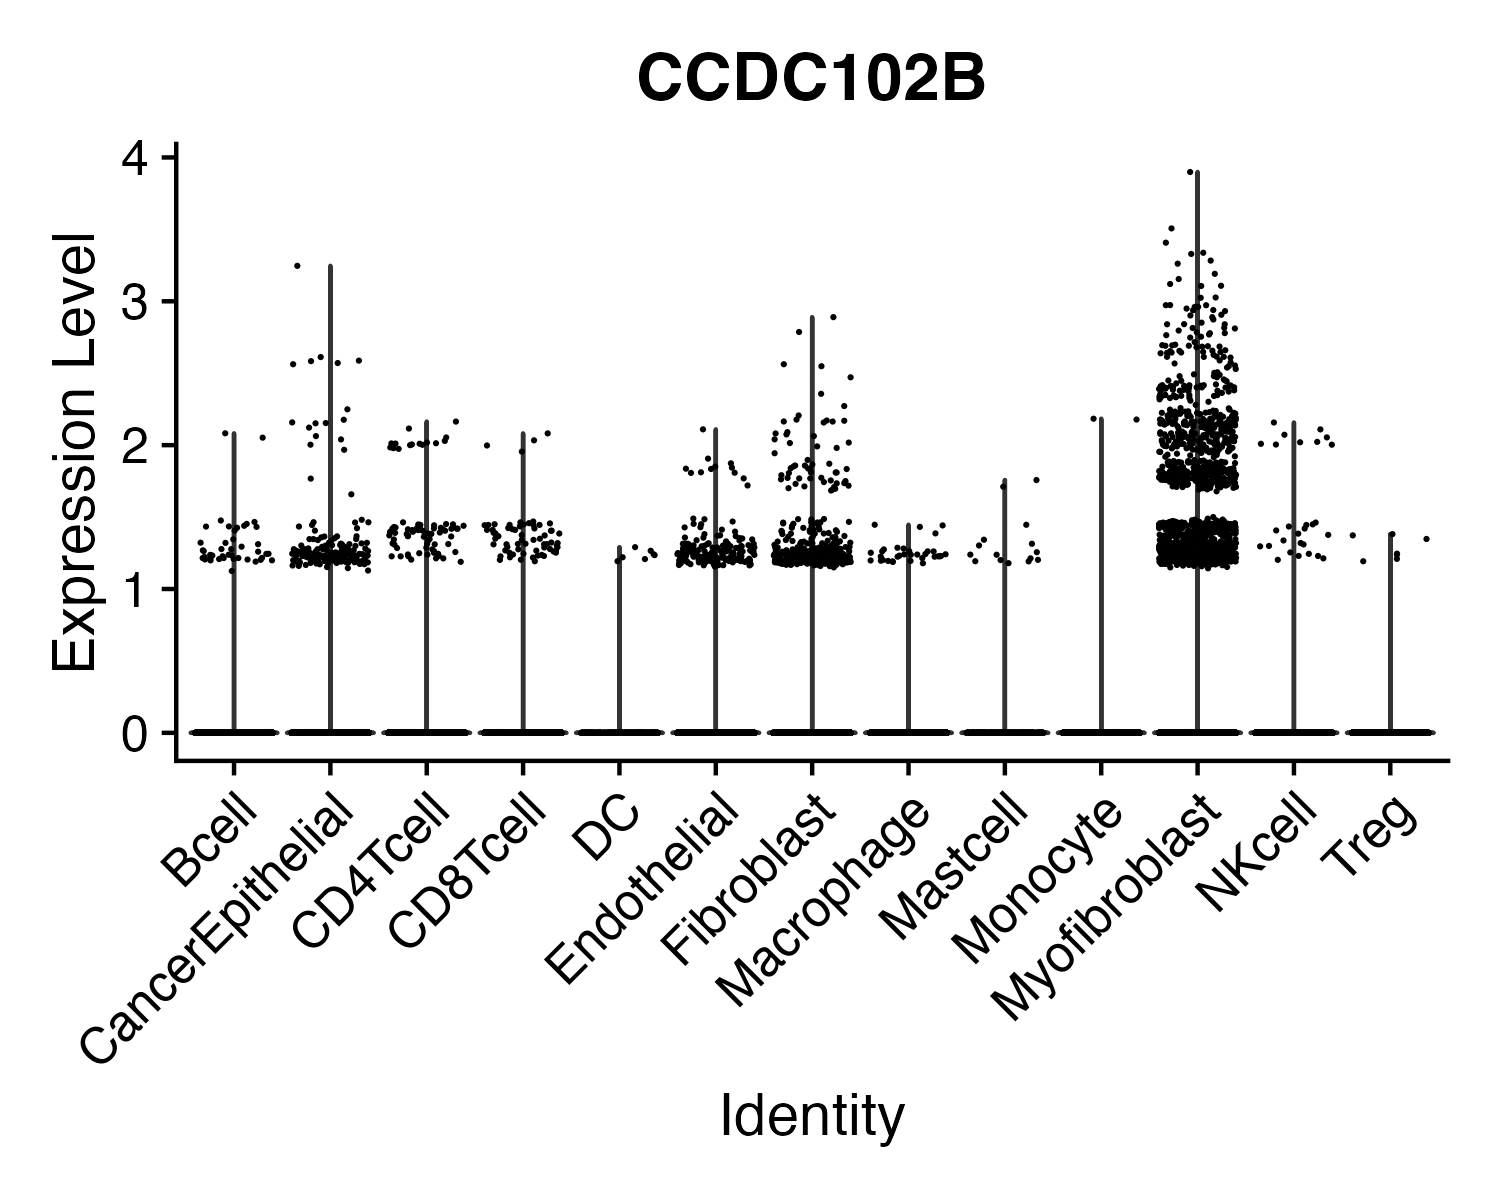 CCDC102B
Expression Level
4
3
2
1
0
Bcell
CancerEpithelial
CD4Tcell
CD8Tcell
DC
Endothelial
Fibroblast
Macrophage
Mastcell
Monocyte
Myofibroblast
NKcell
Treg
Identity